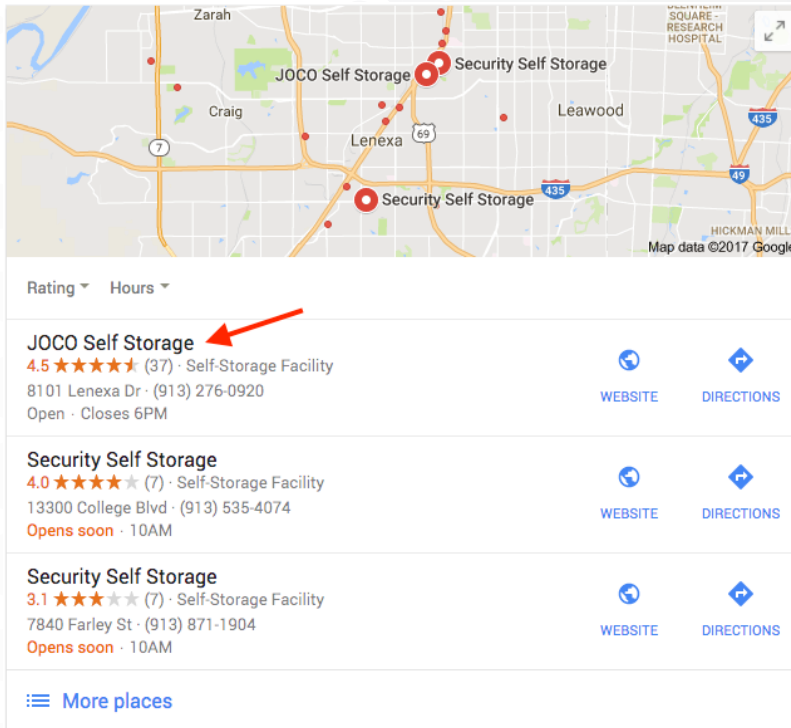 BLENHEIM
SQUARE -
RESEARCH
HOSPITAL
Zarah
JOCO Self Storage
Security Self Storage
Craig
Leawood
435
Lenexa
69
7
435
49
Security Self Storage
HICKMAN MILL
Map data ©2017 Google
Rating Hours
JOCO Self Storage
4.5 (37) · Self-Storage Facility
8101 Lenexa Dr · (913) 276-0920
Open · Closes 6PM
WEBSITE DIRECTIONS
Security Self Storage
4.0 (7) · Self-Storage Facility
13300 College Blvd · (913) 535-4074
Opens soon · 10AM
WEBSITE DIRECTIONS
Security Self Storage
3.1 (7) · Self-Storage Facility
7840 Farley St · (913) 871-1904
Opens soon · 10AM
WEBSITE DIRECTIONS
More places